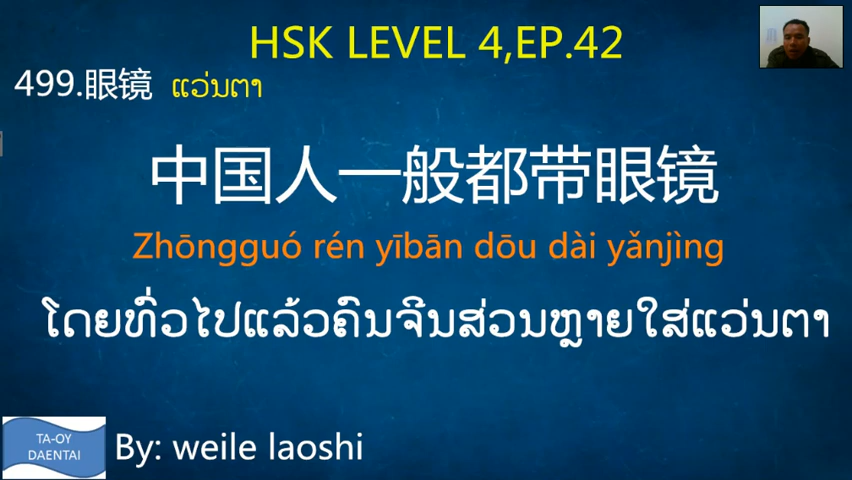 HSK LEVEL 4,EP.42
499.眼镜 ແວ່ນຕາ
中国人一般都带眼镜
Zhōngguó rén yībān dōu dài yǎnjìng
ໂດຍທົ່ວໄປແລ້ວຄົນຈີນສ່ວນຫຼາຍໃສ່ແວ່ນຕາ
TA-OY
DAENTAI
By: weile laoshi